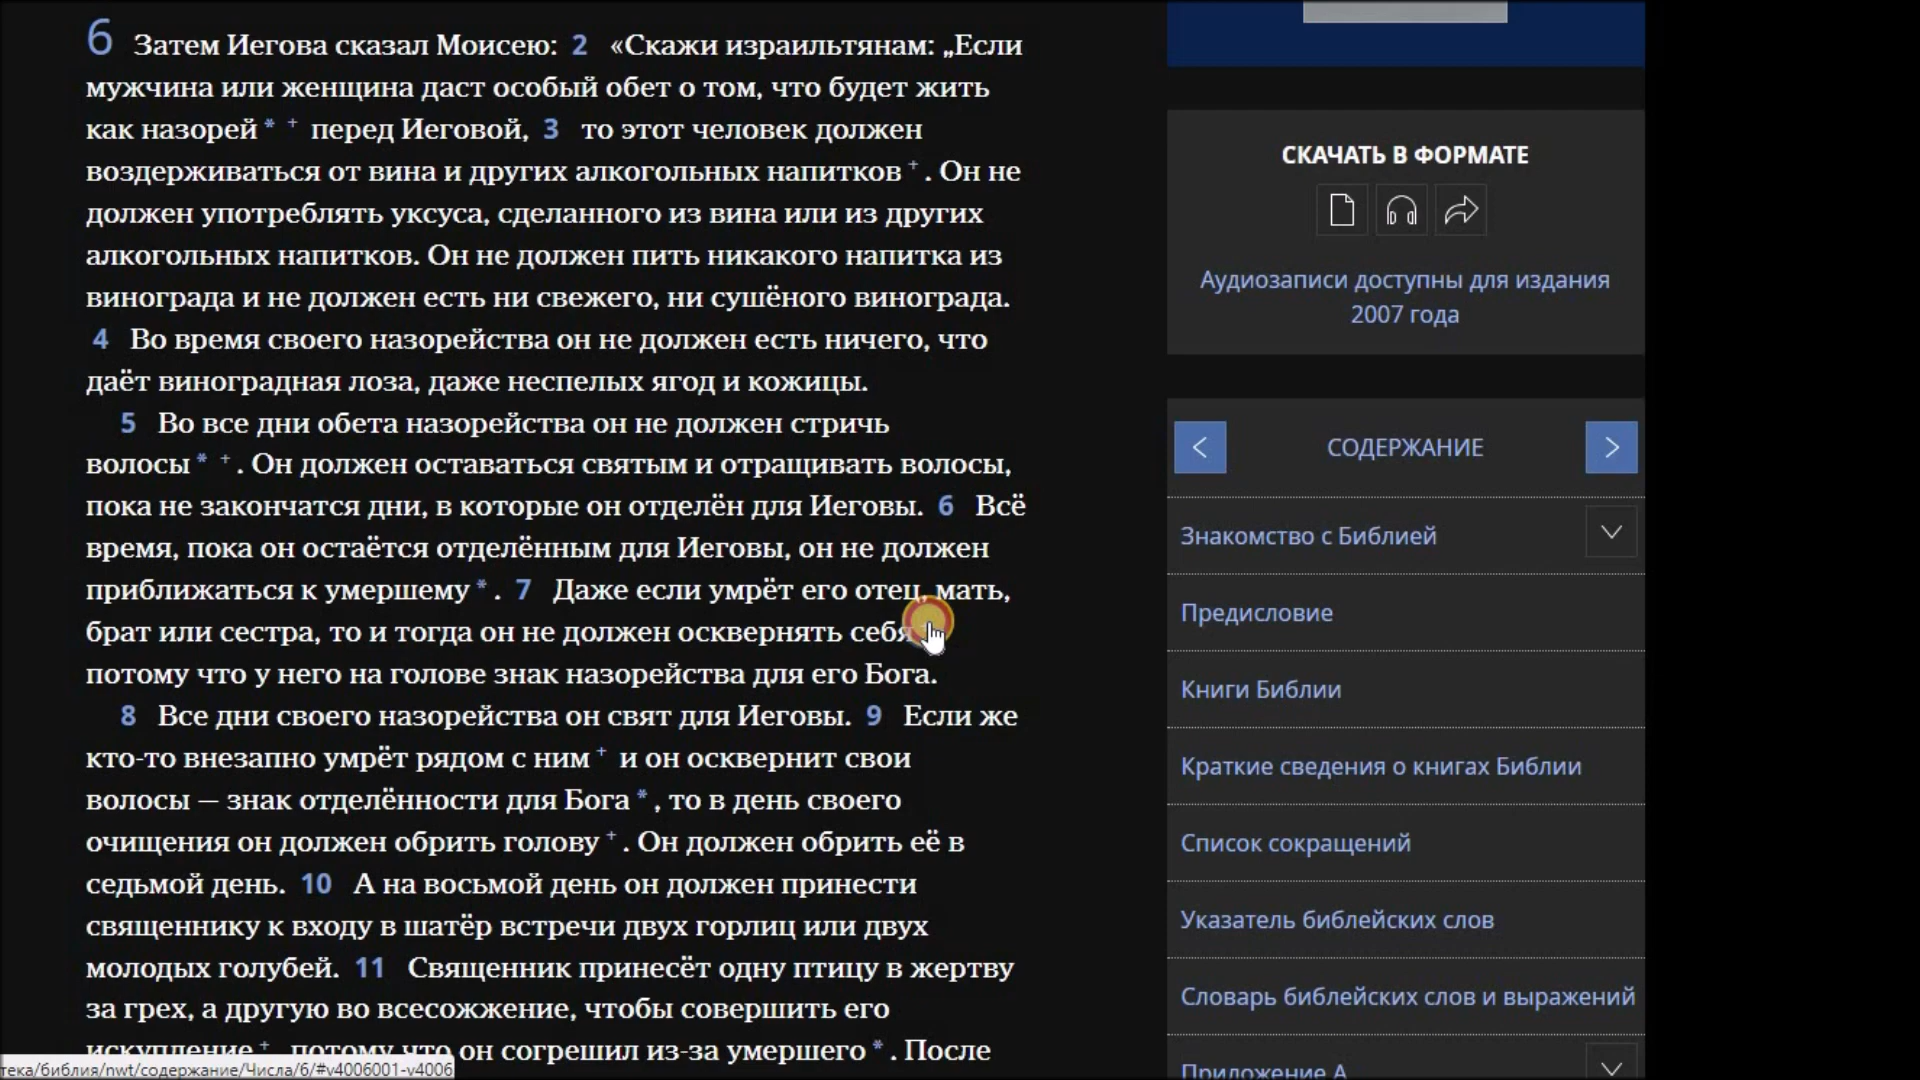 6 Затем Иегова сказал Моисею: 2 «Скажи израильтянам: „Если
мужчина или женщина даст особый обет о том, что будет жить
как назорей * + перед Иеговой, 3 то этот человек должен
воздерживаться от вина и других алкогольных напитков + . Он не
должен употреблять уксуса, сделанного из вина или из других
алкогольных напитков. Он не должен пить никакого напитка из
винограда и не должен есть ни свежего, ни сушёного винограда.
4 Во время своего назорейства он не должен есть ничего, что
даёт виноградная лоза, даже неспелых ягод и кожицы.
5 Во все дни обета назорейства он не должен стричь
волосы * + . Он должен оставаться святым и отращивать волосы,
пока не закончатся дни, в которые он отделён для Иеговы. 6 Всё
время, пока он остаётся отделённым для Иеговы, он не должен
приближаться к умершему * . 7 Даже если умрёт его отец, мать,
брат или сестра, то и тогда он не должен осквернять себя
потому что у него на голове знак назорейства для его Бога.
8 Все дни своего назорейства он свят для Иеговы. 9 Если же
кто-то внезапно умрёт рядом с ним + и он осквернит свои
волосы — знак отделённости для Бога * , то в день своего
очищения он должен обрить голову + . Он должен обрить её в
седьмой день. 10 А на восьмой день он должен принести
священнику к входу в шатёр встречи двух горлиц или двух
молодых голубей. 11 Священник принесёт одну птицу в жертву
за грех, а другую во всесожжение, чтобы совершить его
искупление + потому что он согрешил из-за умершего * . После
тека/библия/nwt/содержание/Числа/6/#v4006001-v4006
СКАЧАТЬ В ФОРМАТЕ
Аудиозаписи доступны для издания
2007 года
СОДЕРЖАНИЕ
Знакомство с Библией
Предисловие
Книги Библии
Краткие сведения о книгах Библии
Список сокращений
Указатель библейских слов
Словарь библейских слов и выражений
Приложение A